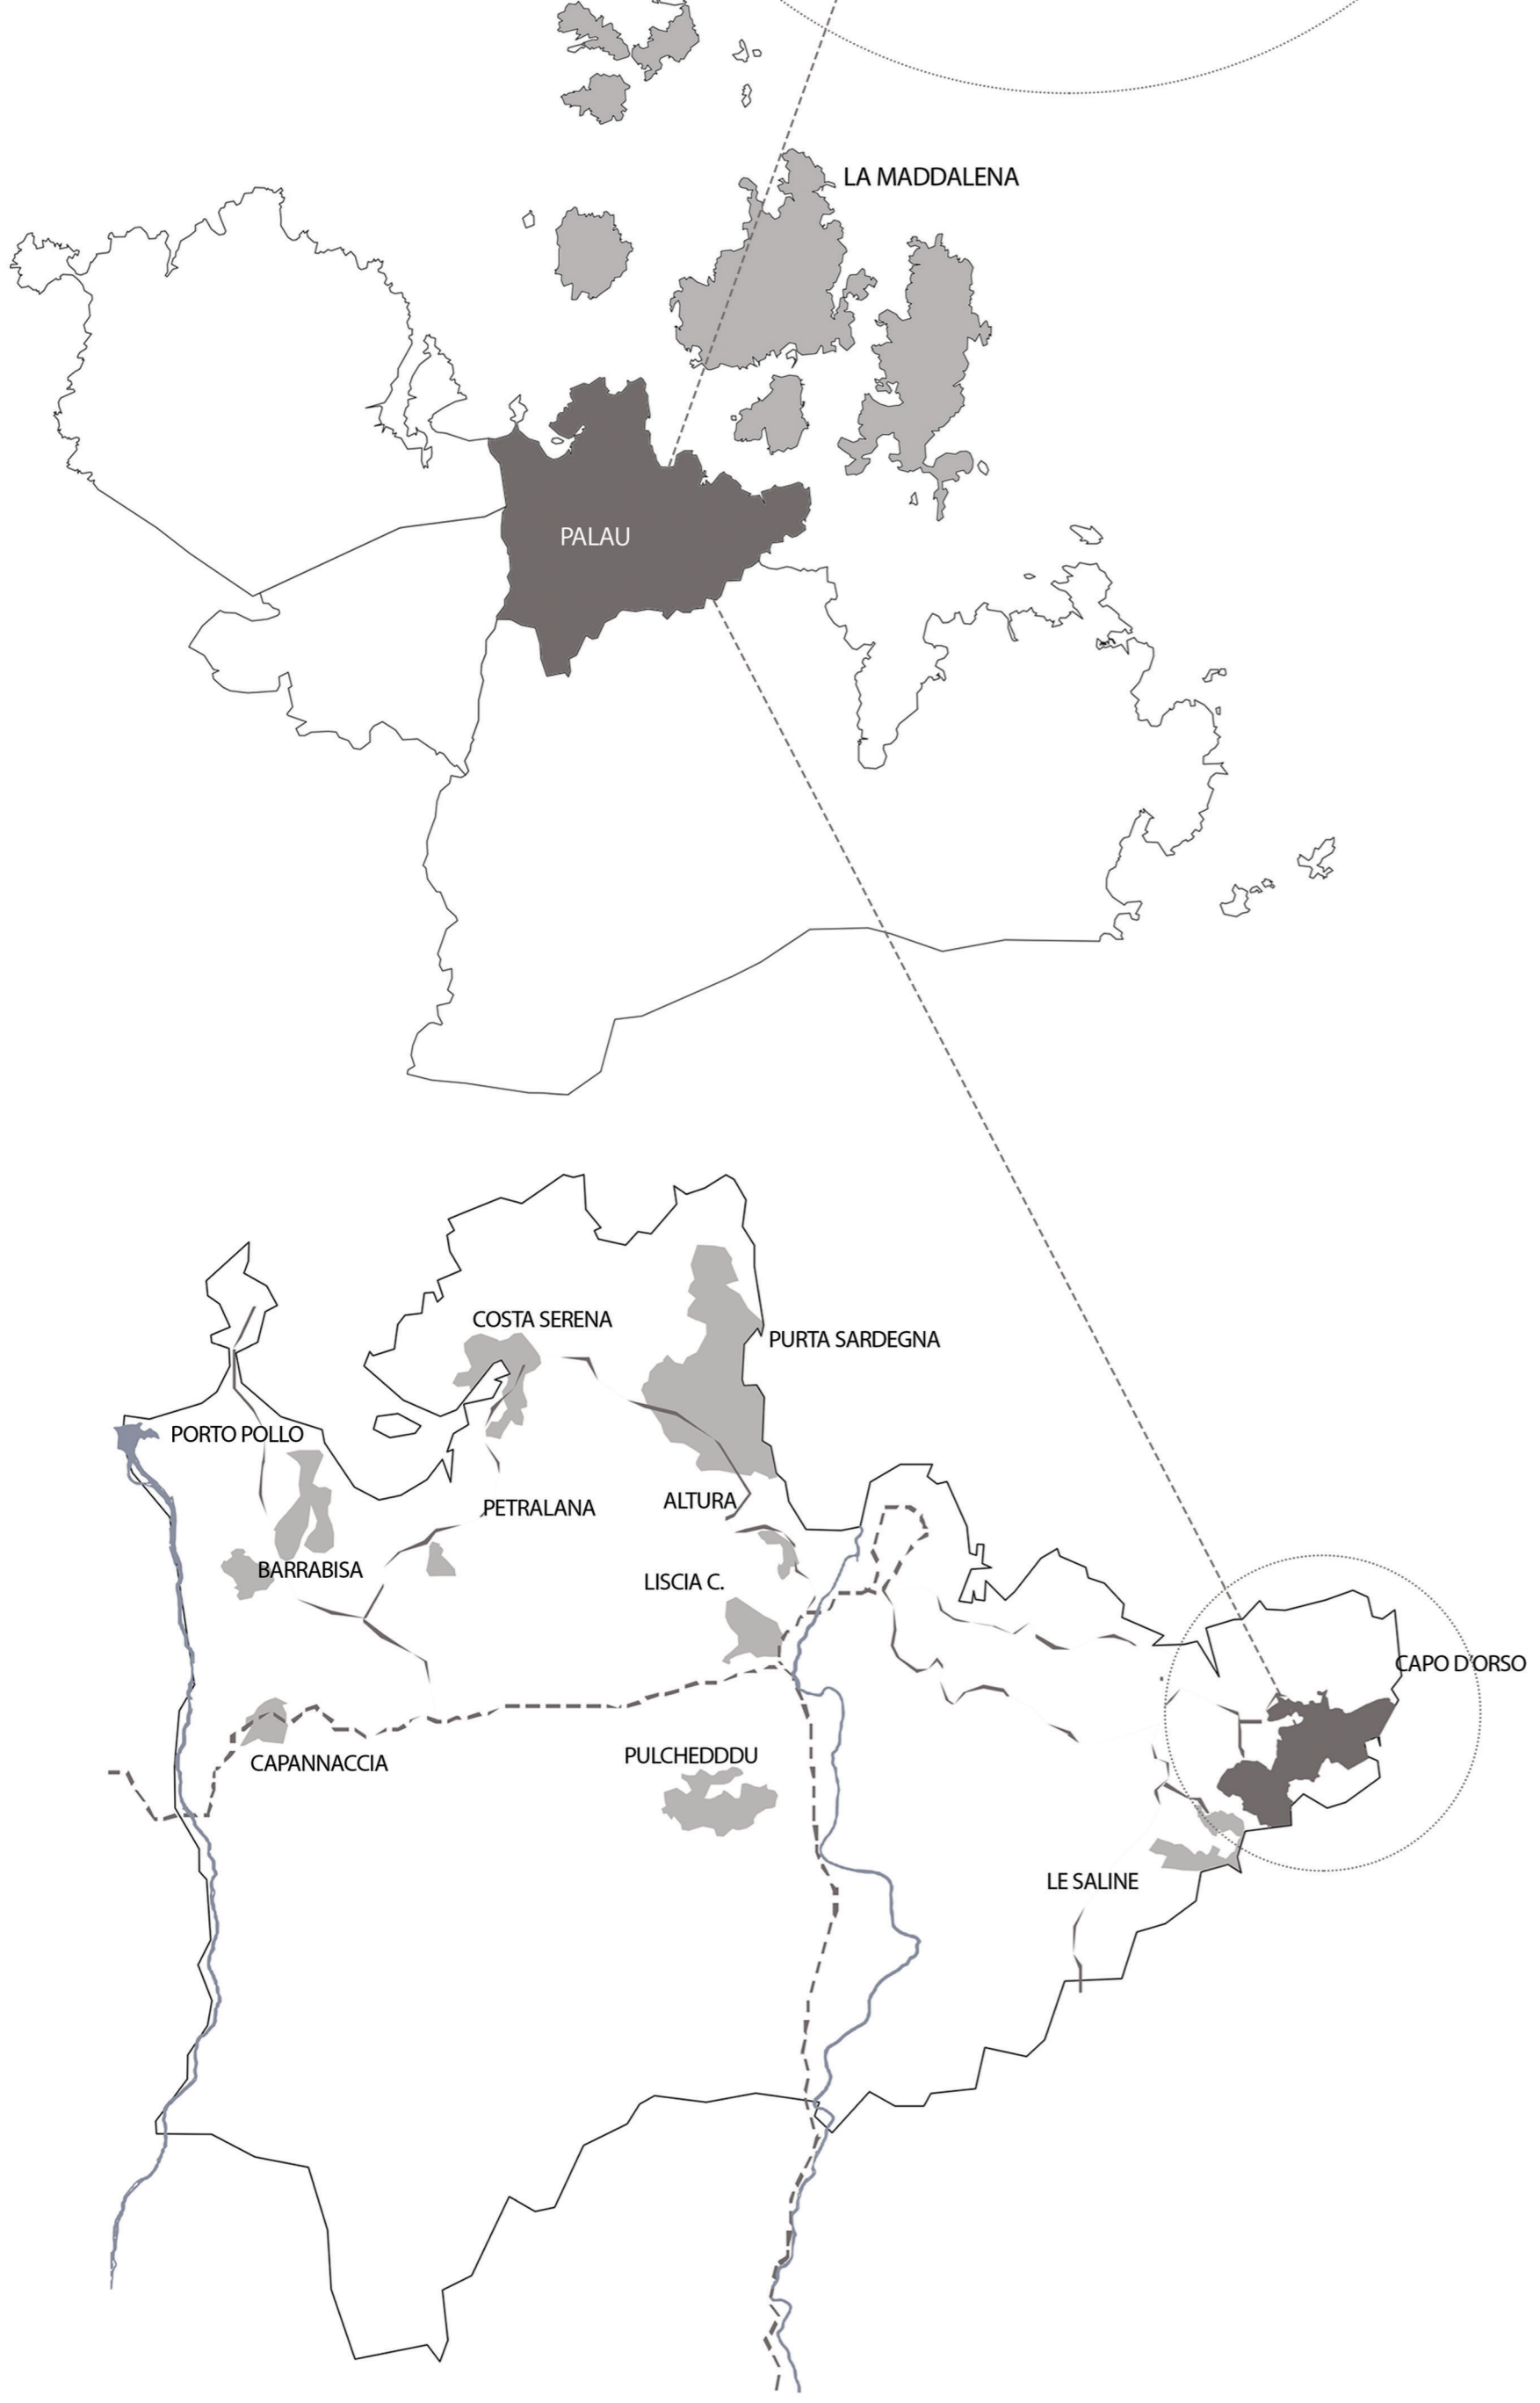 LA MADDALENA
PALAU
COSTA SERENA
PURTA SARDEGNA
PORTO POLLO
PETRALANA
ALTURA
BARRABISA
LISCIA C.
CAPO D'ORSO
PULCHEDDDU
CAPANNACCIA
LE SALINE